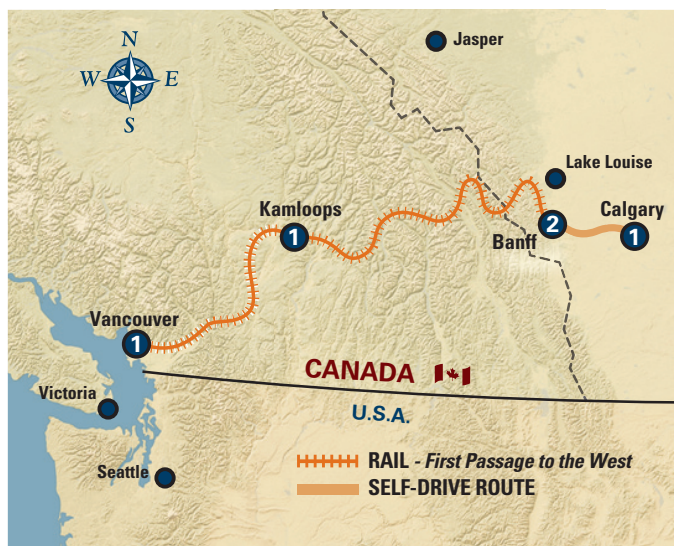 N
W
E
S
Jasper
Lake Louise
Kamloops
1
Calgary
1
Banff
2
Vancouver
1
CANADA
U.S.A.
Victoria
Seattle
RAIL - First Passage to the West
SELF-DRIVE ROUTE